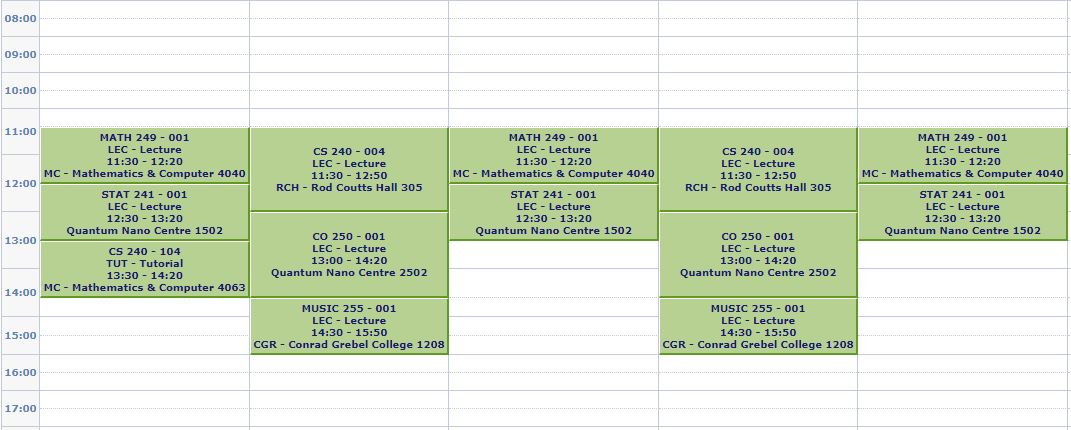 08:00
09:00
10:00
11:00
12:00
13:00
14:00
15:00
16:00
17:00
MATH 249 - 001
LEC - Lecture
11:30 - 12:20
MC - Mathematics & Computer 4040
STAT 241 - 001
LEC - Lecture
12:30 - 13:20
Quantum Nano Centre 1502
CS 240 - 104
TUT - Tutorial
13:30 - 14:20
MC - Mathematics & Computer 4063
CS 240 - 004
LEC - Lecture
11:30 - 12:50
RCH - Rod Coutts Hall 305
CO 250 - 001
LEC - Lecture
13:00 - 14:20
Quantum Nano Centre 2502
MUSIC 255 - 001
LEC - Lecture
14:30 - 15:50
CGR - Conrad Grebel College 1208
MATH 249 - 001
LEC - Lecture
11:30 - 12:20
MC - Mathematics & Computer 4040
STAT 241 - 001
LEC - Lecture
12:30 - 13:20
Quantum Nano Centre 1502
CS 240 - 004
LEC - Lecture
11:30 - 12:50
RCH - Rod Coutts Hall 305
CO 250 - 001
LEC - Lecture
13:00 - 14:20
Quantum Nano Centre 2502
MUSIC 255 - 001
LEC - Lecture
14:30 - 15:50
CGR - Conrad Grebel College 1208
MATH 249 - 001
LEC - Lecture
11:30 - 12:20
MC - Mathematics & Computer 4040
STAT 241 - 001
LEC - Lecture
12:30 - 13:20
Quantum Nano Centre 1502